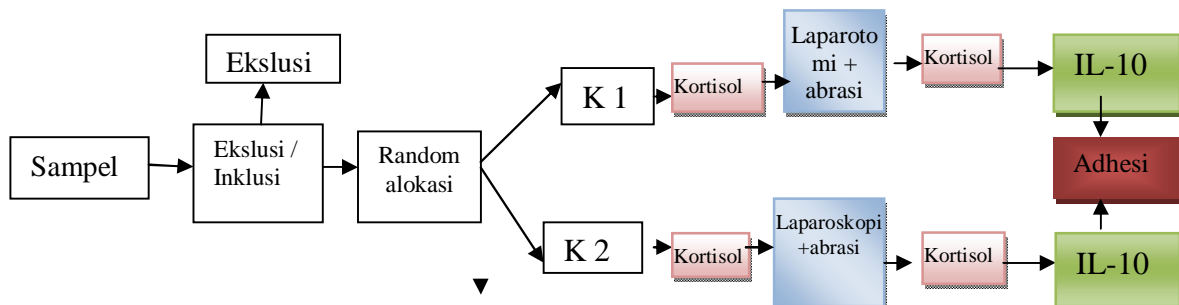 Ekslusi
Sampel
Ekslusi /
Inklusi
Random
alokasi
K 1
Kortisol
Laparoto
mi +
abrasi
Kortisol
IL-10
Adhesi
K 2
Kortisol
Laparoskopi
+abrasi
Kortisol
IL-10